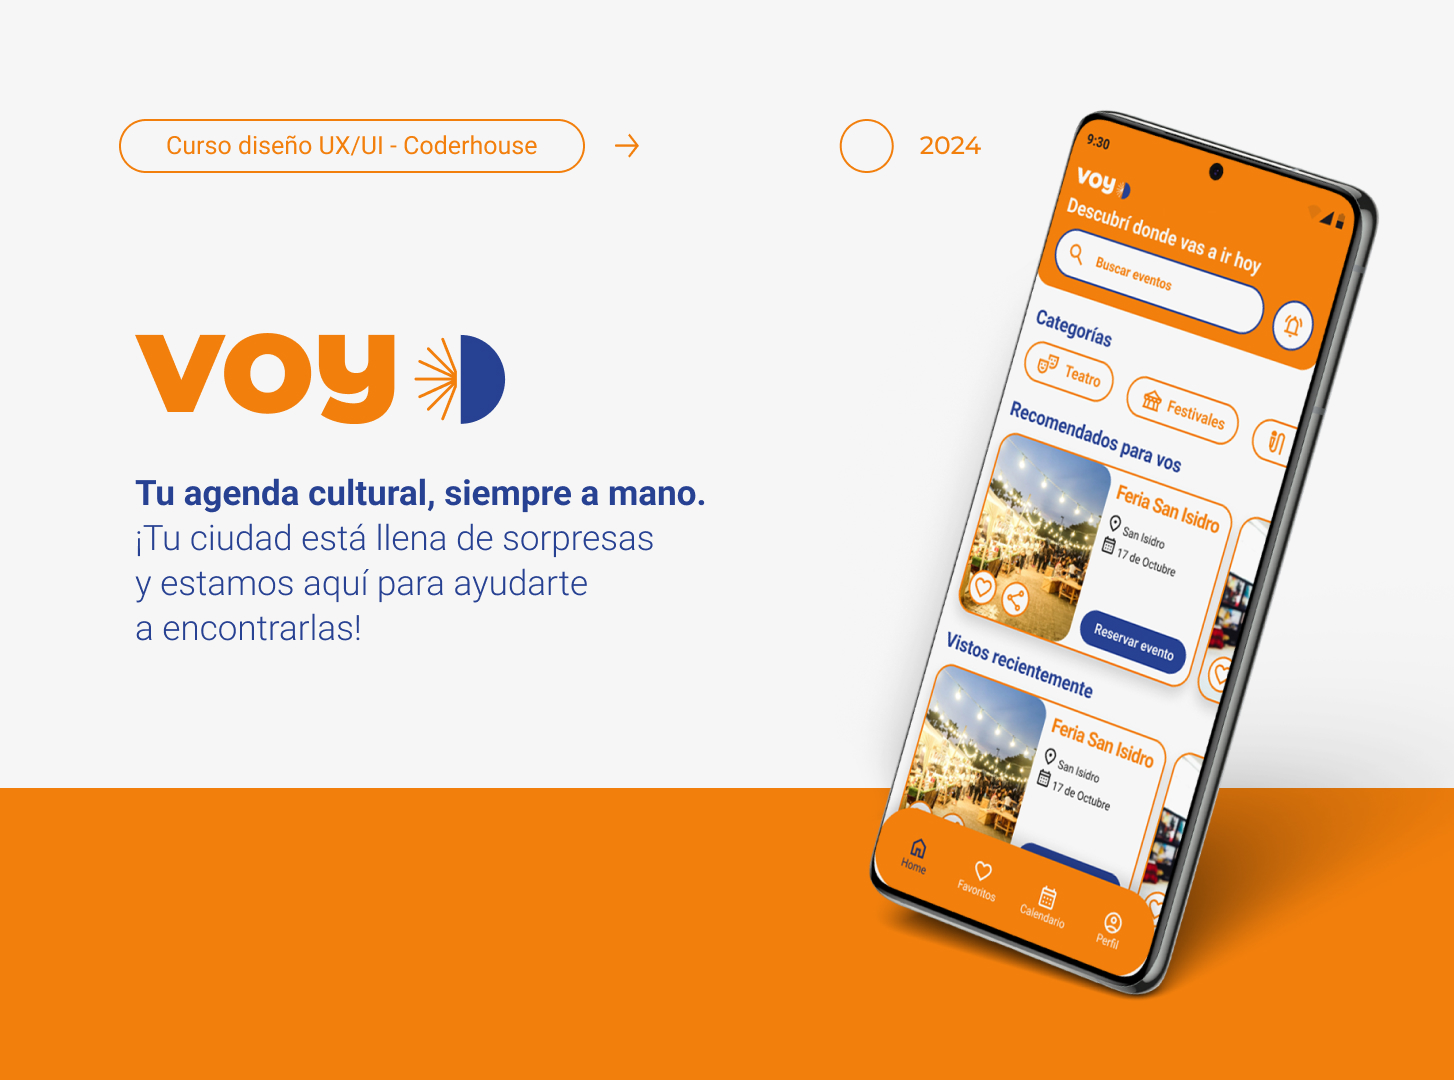 Curso diseño UX/UI - Coderhouse
2024
voy
Tu agenda cultural, siempre a mano.
¡Tu ciudad está llena de sorpresas
y estamos aquí para ayudarte
a encontrarlas!
9:30
voy
Descubrí donde vas a ir hoy
Buscar eventos
Categorías
Teatro
Festivales
Recomendados para vos
Feria San Isidro
San Isidro
17 de Octubre
Reservar evento
Vistos recientemente
Feria San Isidro
San Isidro
17 de Octubre
Home
Favoritos
Calendario
Perfil